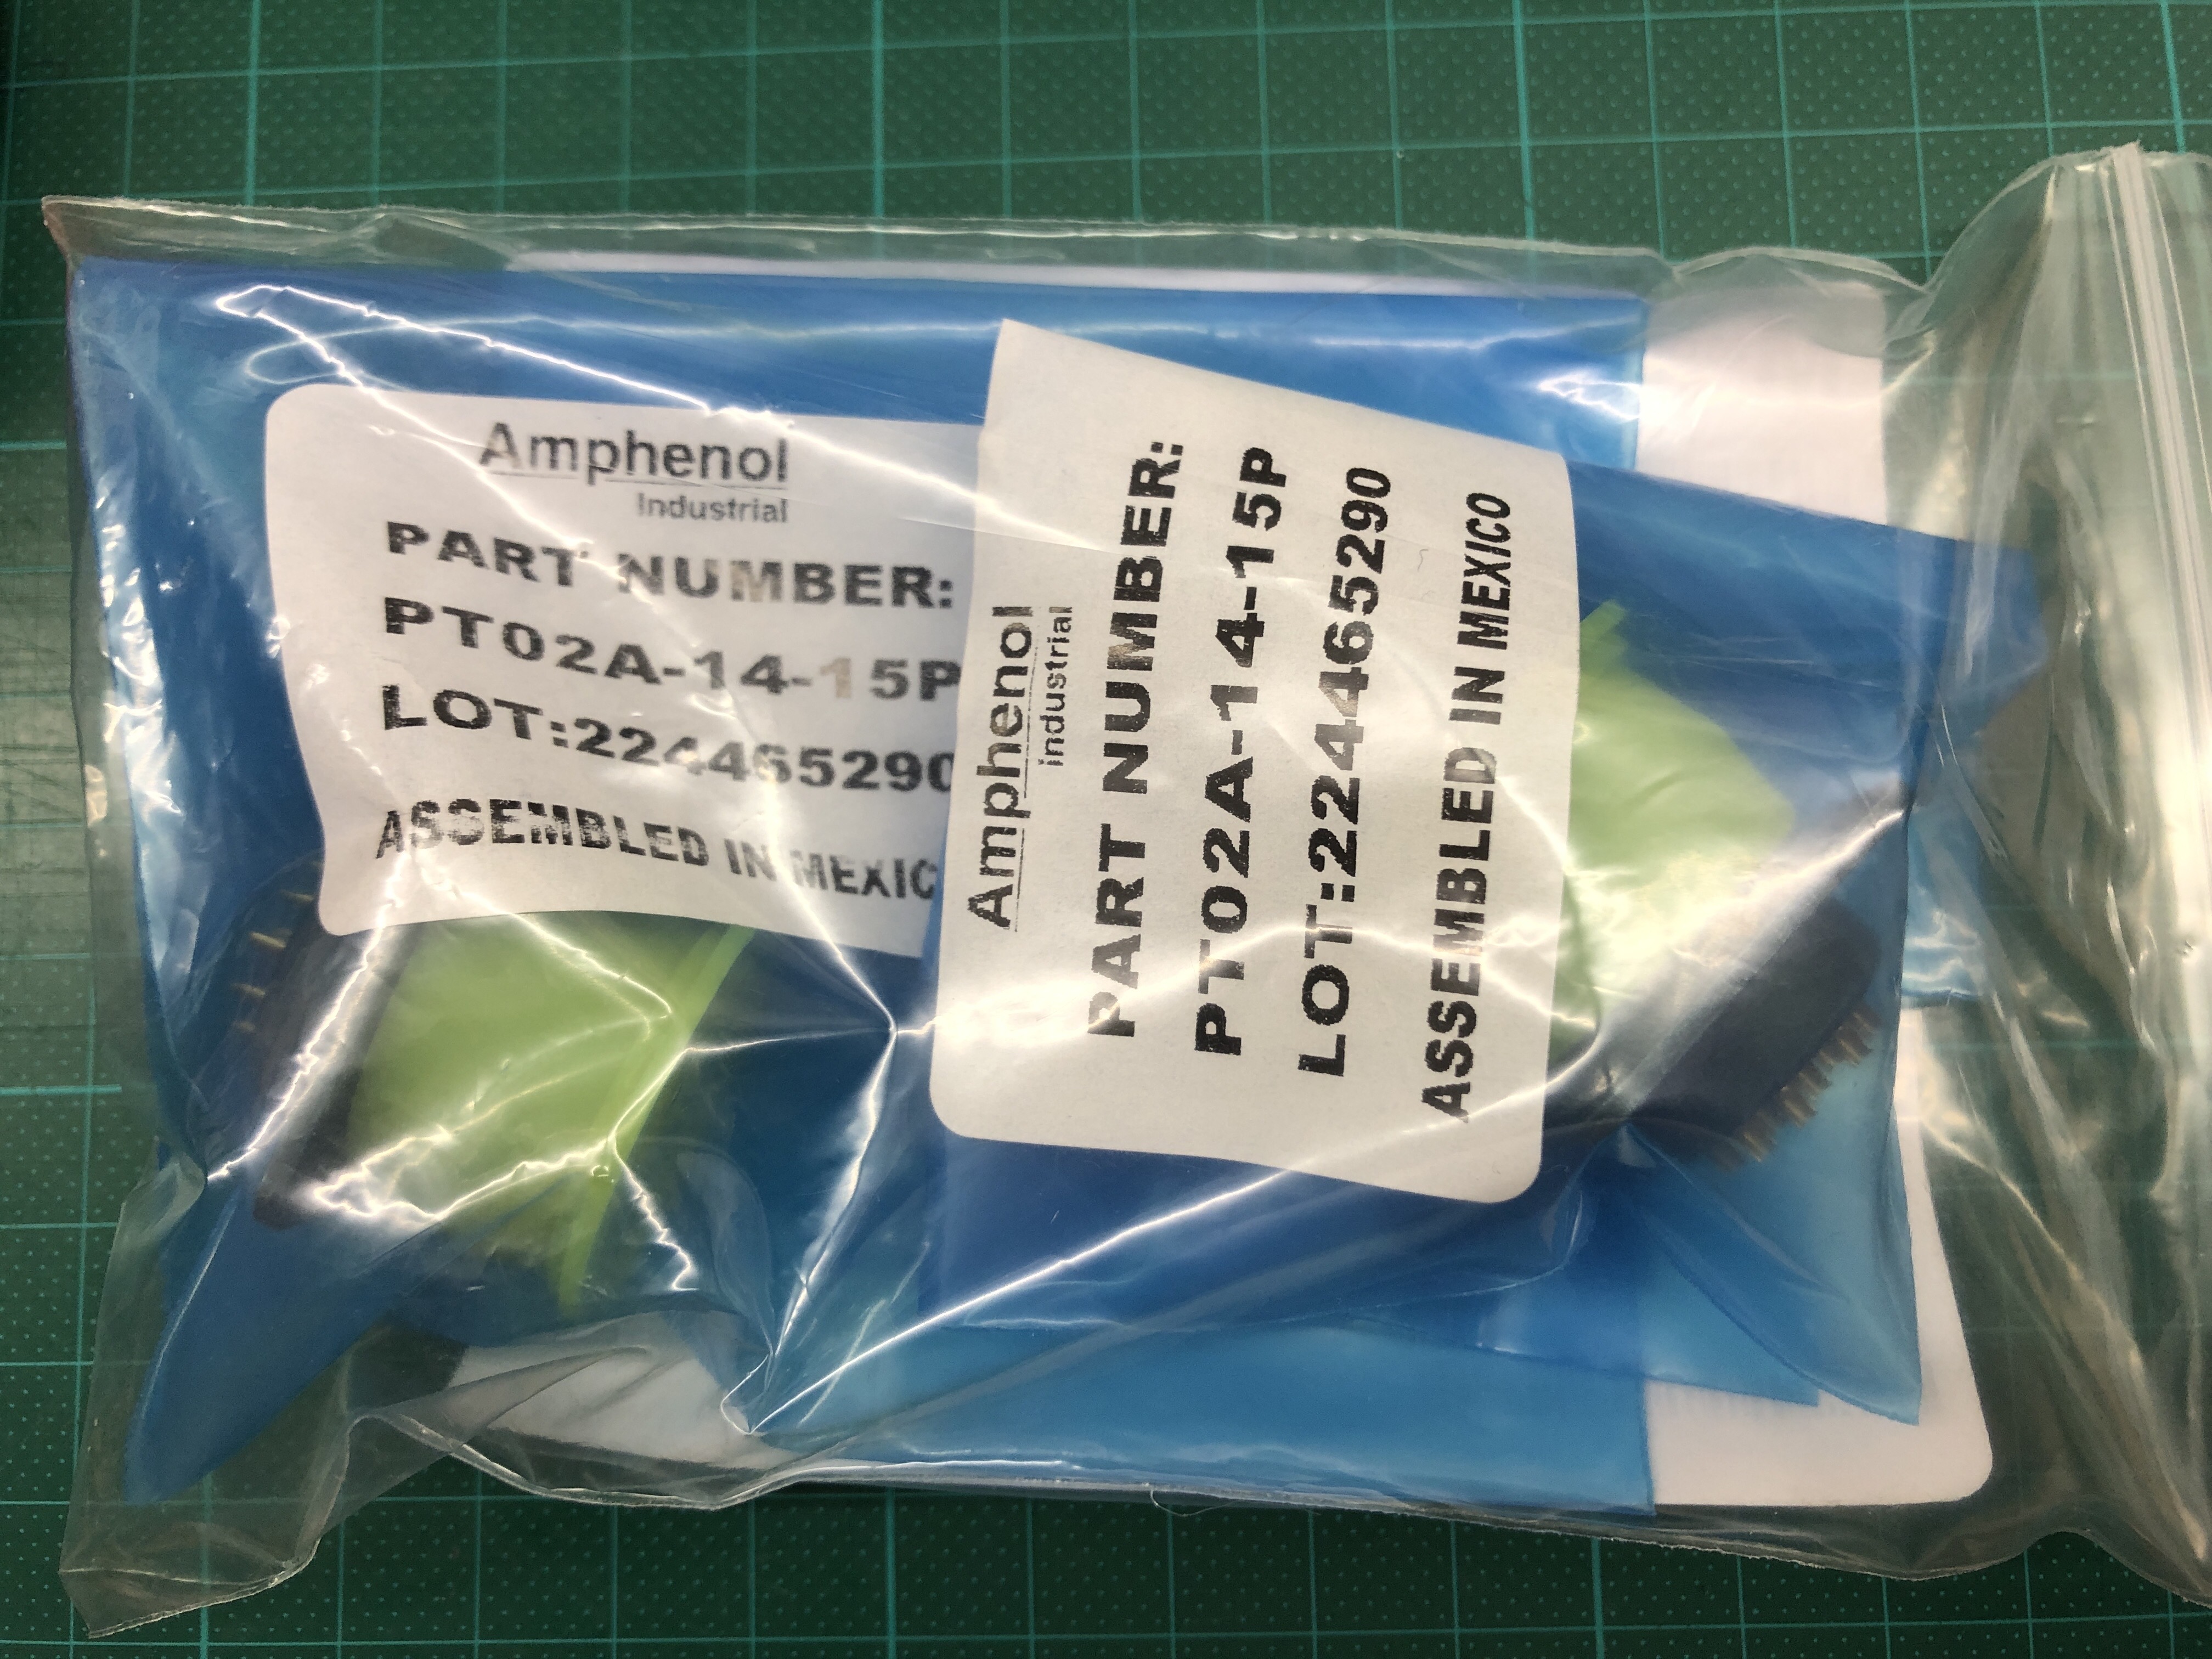 Amphenol
Industrial
PART NUMBER:
PT02A-14-15P
LOT:224465290
ASSEMBLED IN MEXIC
Amphenol
industrial
PART NUMBER:
PT02A-14-15P
LOT:224465290
ASSEMBLED IN MEXICO